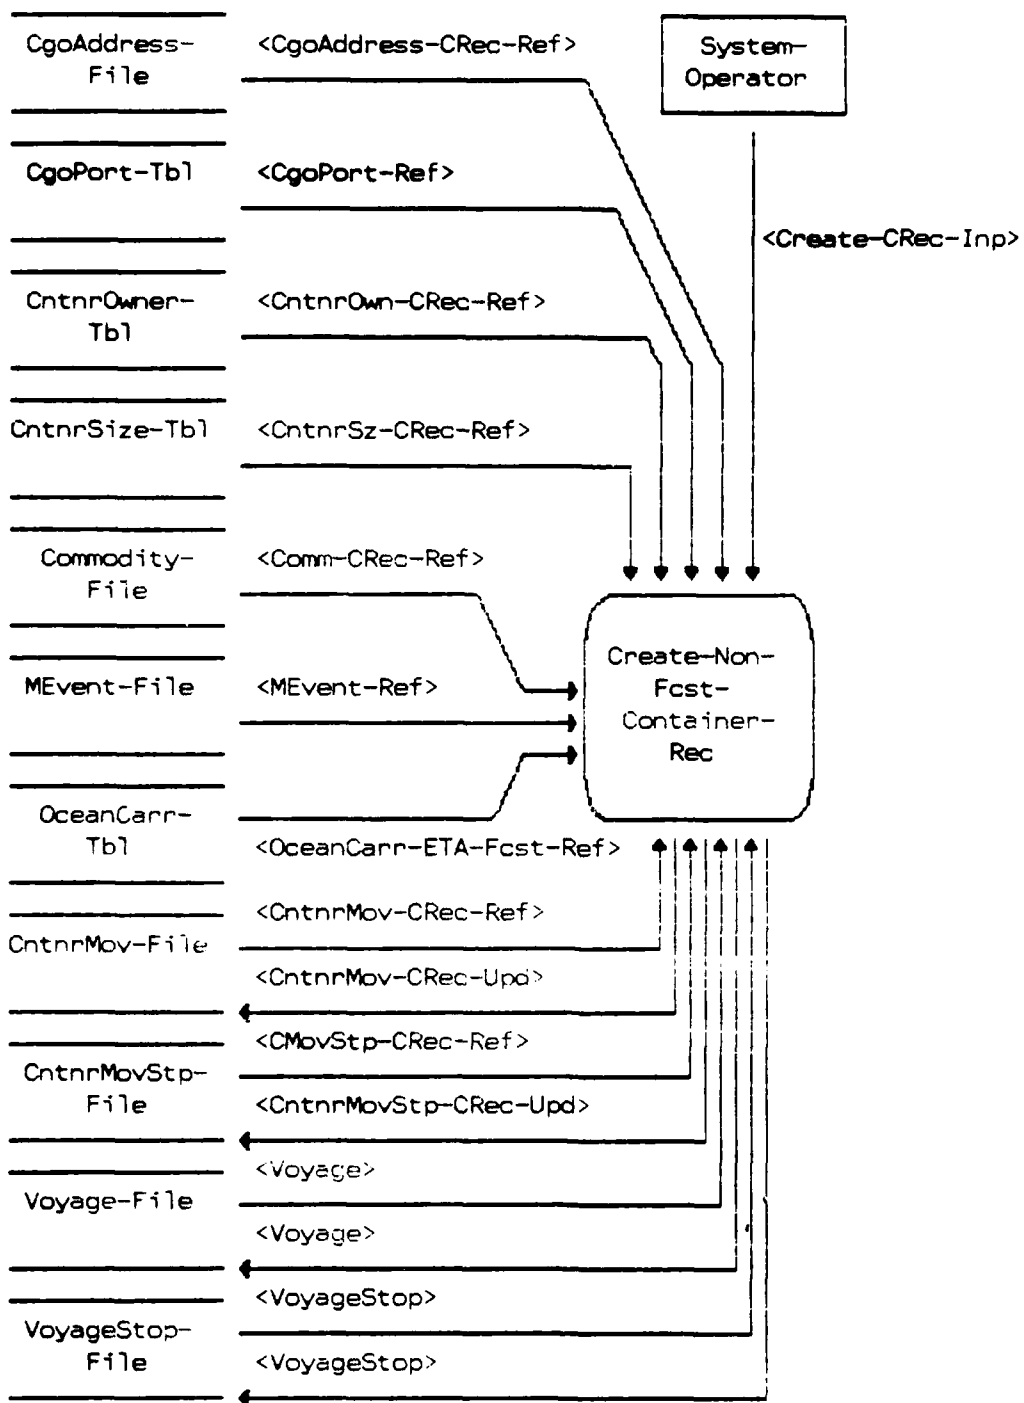 CgoAddress-
File
<CgoAddress-CRec-Ref>
System-
Operator
CgoPort-Tbl
<CgoPort-Ref>
<Create-CRec-Inp>
CntnrOwner-
Tbl
<CntnrOwn-CRec-Ref>
CntnrSize-Tbl
<CntnrSz-CRec-Ref>
Commodity-
File
<Comm-CRec-Ref>
Create-Non-
Fcst-
Container-
Rec
MEvent-File
<MEvent-Ref>
OceanCarr-
Tbl
<OceanCarr-ETA-Fcst-Ref>
<CntnrMov-CRec-Ref>
CntnrMov-File
<CntnrMov-CRec-Upd>
<CMovStp-CRec-Ref>
CntnrMovStp-
File
<CntnrMovStp-CRec-Upd>
<Voyage>
Voyage-File
<Voyage>
<VoyageStop>
VoyageStop-
File
<VoyageStop>